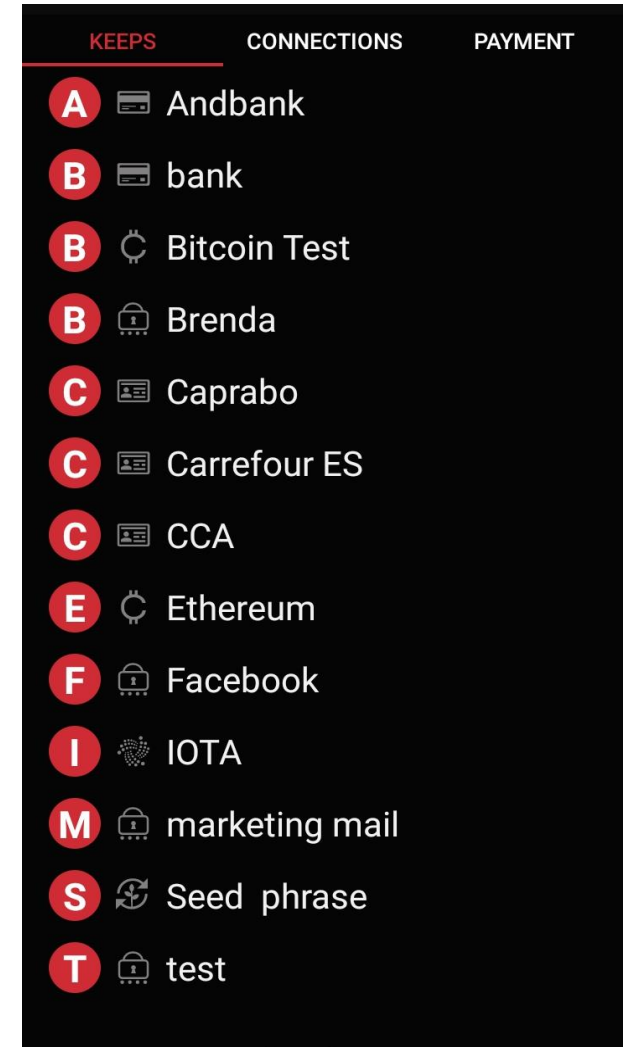 KEEPS CONNECTIONS PAYMENT
A Andbank
B bank
B Bitcoin Test
B Brenda
C Caprabo
C Carrefour ES
C CCA
E Ethereum
F Facebook
I IOTA
M marketing mail
S Seed  phrase
T test